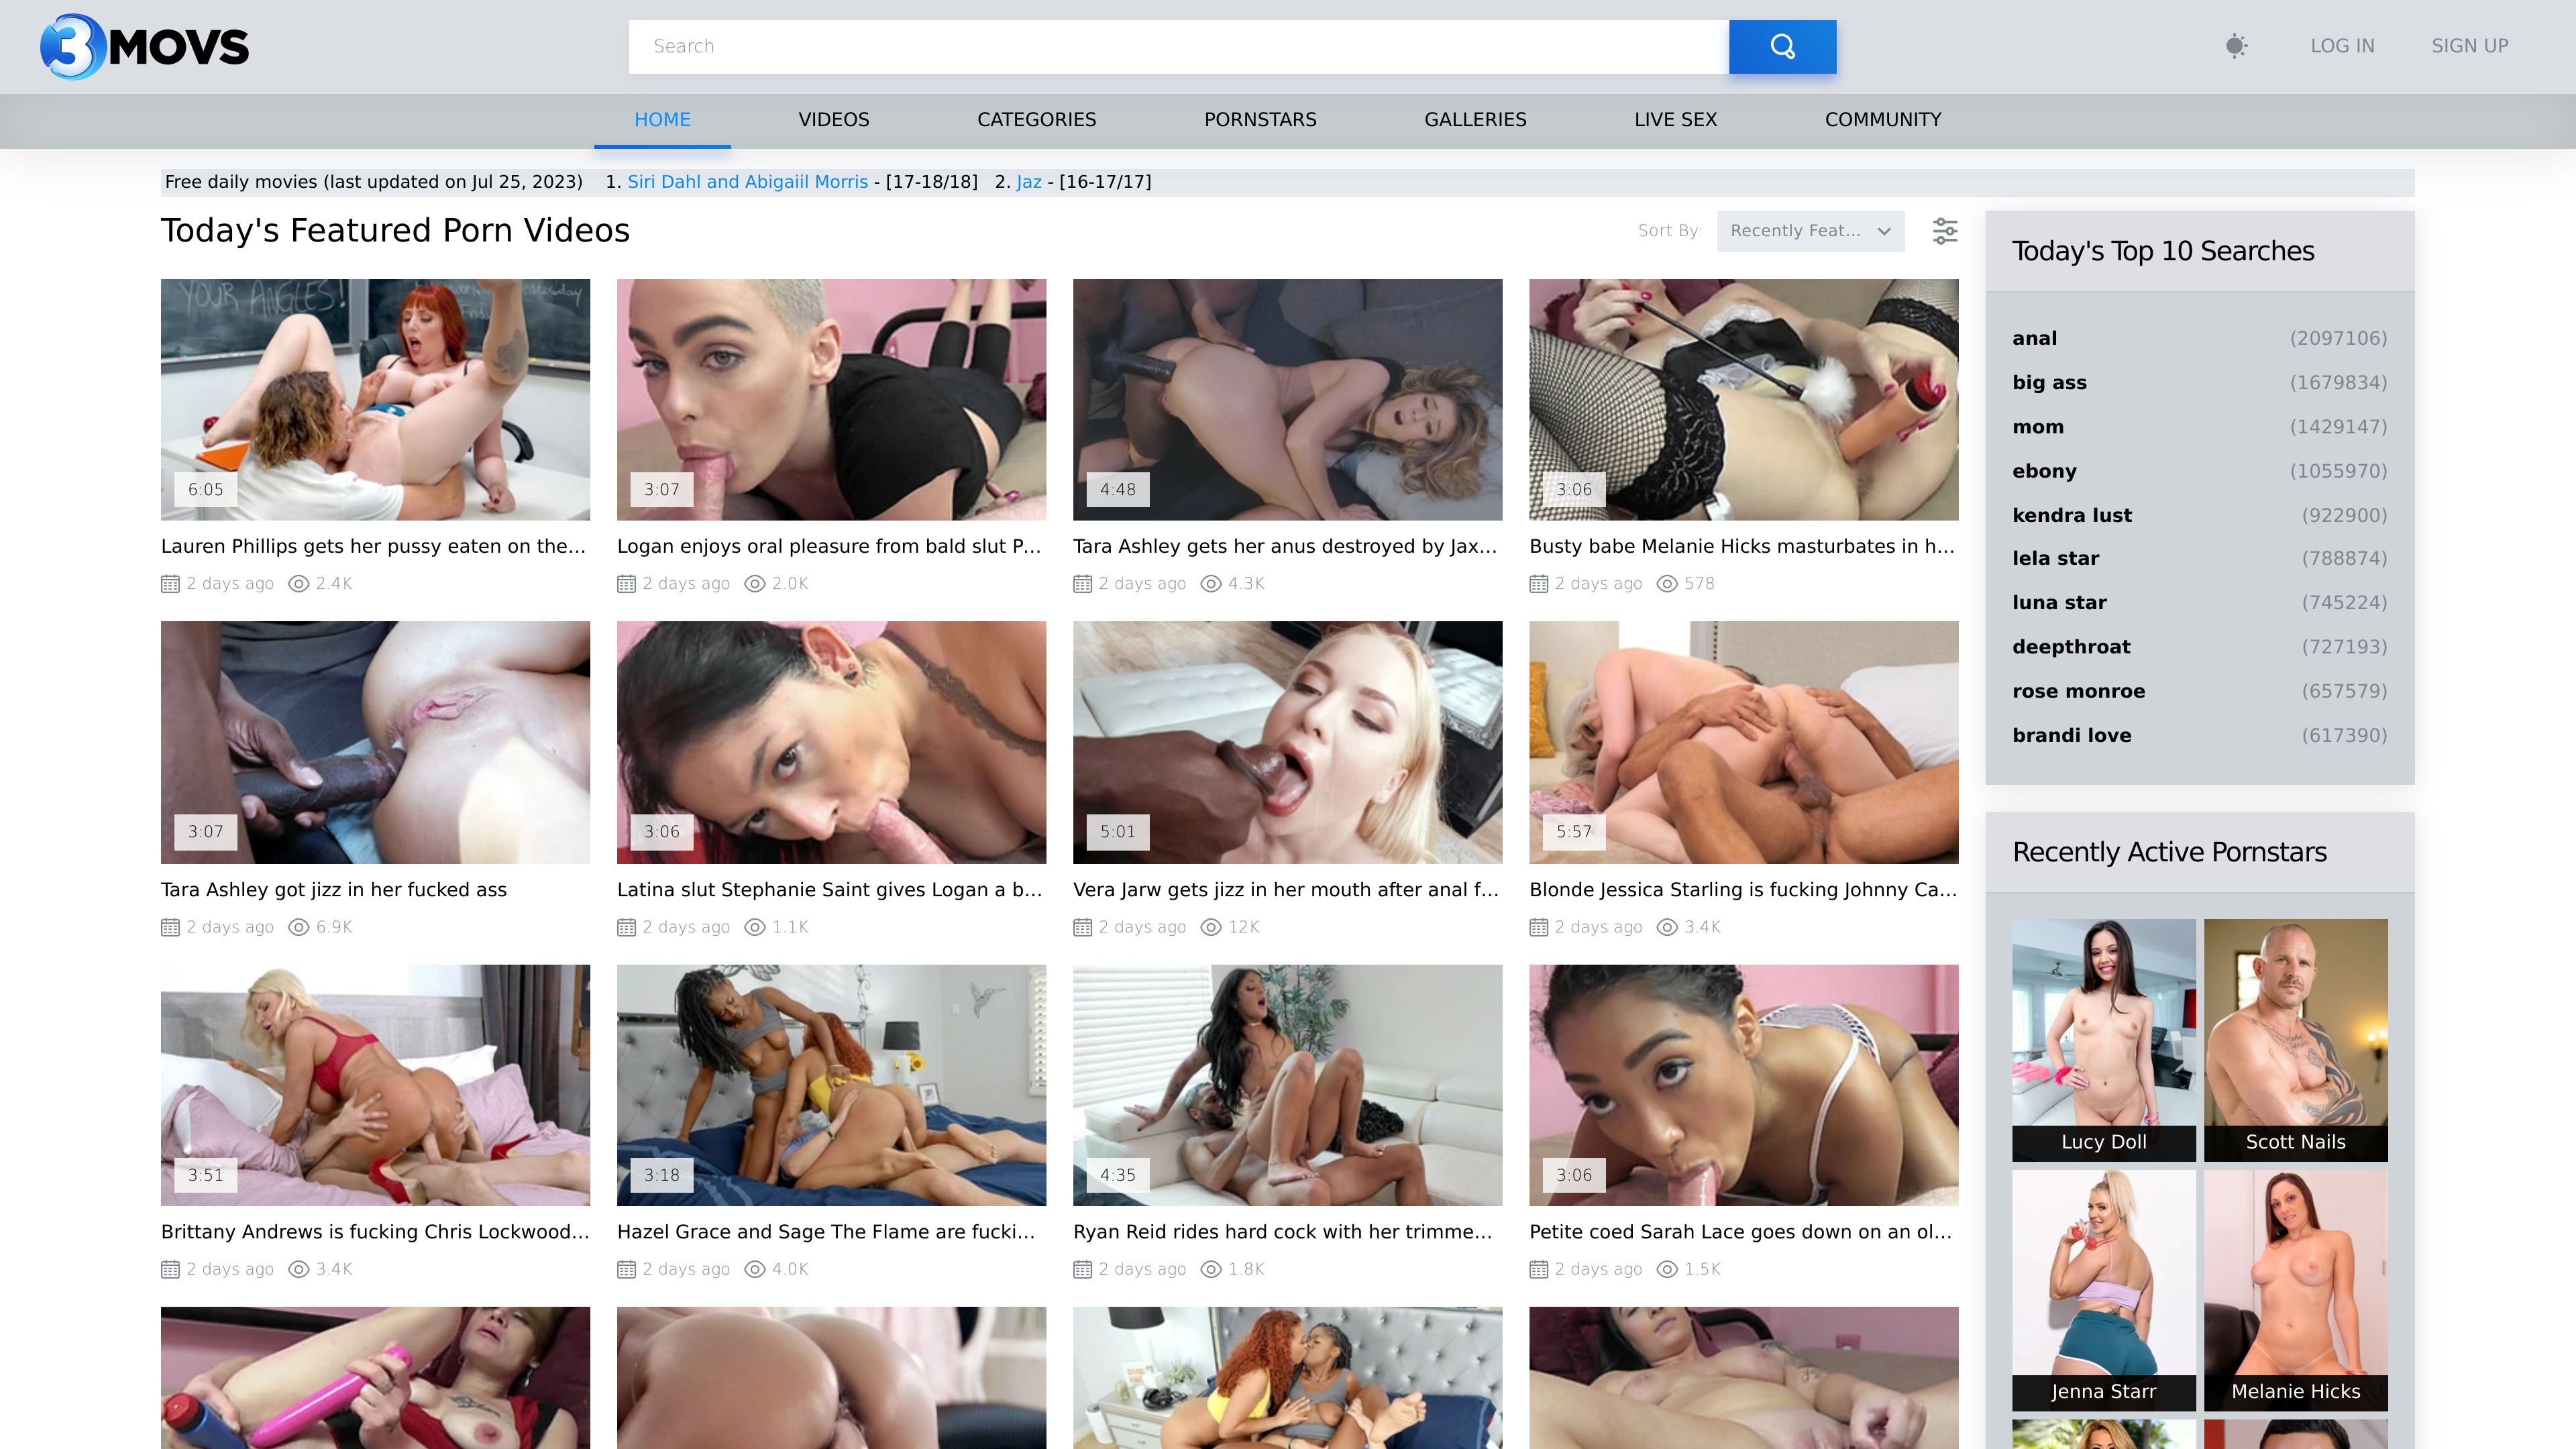 3MOVS
Search
LOG IN
SIGN UP
HOME
VIDEOS
CATEGORIES
PORNSTARS
GALLERIES
LIVE SEX
COMMUNITY
Free daily movies (last updated on Jul 25, 2023) 1. Siri Dahl and Abigaiil Morris - [17-18/18] 2. Jaz - [16-17/17]
Today's Featured Porn Videos
Sort By: Recently Feat...
YOUR ANGLES!
6:05
3:07
4:48
3:06
Lauren Phillips gets her pussy eaten on the...
Logan enjoys oral pleasure from bald slut P...
Tara Ashley gets her anus destroyed by Jax...
Busty babe Melanie Hicks masturbates in h...
2 days ago 2.4K
2 days ago 2.0K
2 days ago 4.3K
2 days ago 578
3:07
3:06
5:01
5:57
Tara Ashley got jizz in her fucked ass
Latina slut Stephanie Saint gives Logan a b...
Vera Jarw gets jizz in her mouth after anal f...
Blonde Jessica Starling is fucking Johnny Ca...
2 days ago 6.9K
2 days ago 1.1K
2 days ago 12K
2 days ago 3.4K
3:51
3:18
4:35
3:06
Brittany Andrews is fucking Chris Lockwood...
Hazel Grace and Sage The Flame are fucki...
Ryan Reid rides hard cock with her trimme...
Petite coed Sarah Lace goes down on an ol...
2 days ago 3.4K
2 days ago 4.0K
2 days ago 1.8K
2 days ago 1.5K
Today's Top 10 Searches
anal (2097106)
big ass (1679834)
mom (1429147)
ebony (1055970)
kendra lust (922900)
lela star (788874)
luna star (745224)
deepthroat (727193)
rose monroe (657579)
brandi love (617390)
Recently Active Pornstars
Lucy Doll
Scott Nails
Jenna Starr
Melanie Hicks